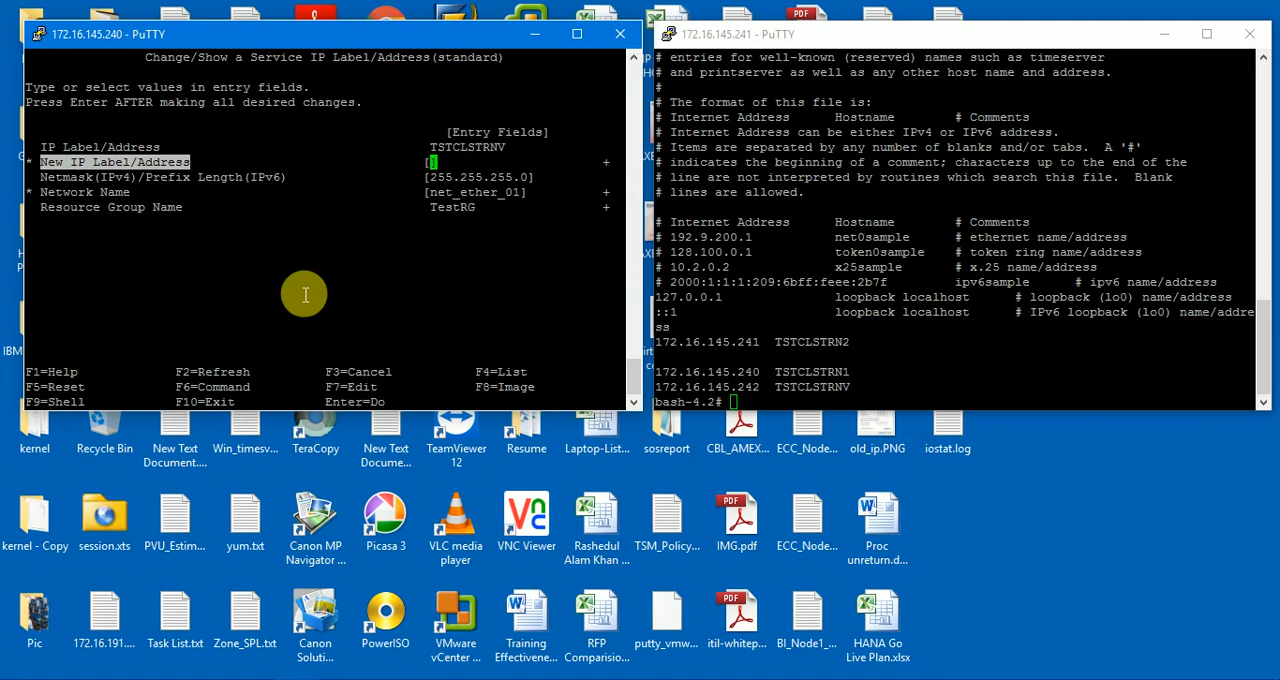 172.16.145.240 - PuTTY
Change/Show a Service IP Label/Address(standard)
Type or select values in entry fields.
Press Enter AFTER making all desired changes.
[Entry Fields]
IP Label/Address TSTCLSTRNV
* New IP Label/Address [] +
Netmask(IPv4)/Prefix Length(IPv6) [255.255.255.0]
* Network Name [net_ether_01] +
Resource Group Name TestRG +
F1=Help F2=Refresh F3=Cancel F4=List
F5=Reset F6=Command F7=Edit F8=Image
F9=Shell F10=Exit Enter=Do
172.16.145.241 - PuTTY
# entries for well-known (reserved) names such as timeserver
# and printserver as well as any other host name and address.
#
# The format of this file is:
# Internet Address Hostname # Comments
# Internet Address can be either IPv4 or IPv6 address.
# Items are separated by any number of blanks and/or tabs. A '#'
# indicates the beginning of a comment; characters up to the end of the
# line are not interpreted by routines which search this file. Blank
# lines are allowed.
# Internet Address Hostname # Comments
# 192.9.200.1 net0sample # ethernet name/address
# 128.100.0.1 token0sample # token ring name/address
# 10.2.0.2 x25sample # x.25 name/address
# 2000:1:1:1:209:6bff:feee:2b7f ipv6sample # ipv6 name/address
127.0.0.1 loopback localhost # loopback (lo0) name/address
::1 loopback localhost # IPv6 loopback (lo0) name/addre
ss
172.16.145.241 TSTCLSTRN2
172.16.145.240 TSTCLSTRN1
172.16.145.242 TSTCLSTRNV
bash-4.2#
kernel
Recycle Bin
New Text
Document....
Win_timesv...
TeraCopy
New Text
Docume...
TeamViewer
12
Resume
Laptop-List...
sosreport
CBL_AMEX...
ECC_Node...
old_ip.PNG
iostat.log
kernel - Copy
session.xts
PVU_Estim...
yum.txt
Canon MP
Navigator ...
Picasa 3
VLC media
player
VNC Viewer
Rashedul
Alam Khan ...
TSM_Policy...
IMG.pdf
ECC_Node...
Proc
unreturn.d...
Pic
172.16.191....
Task List.txt
Zone_SPL.txt
Canon
Soluti...
PowerISO
VMware
vCenter ...
Training
Effectivene...
RFP
Comparision...
putty_vmw...
itil-whitep...
BI_Node1_...
HANA Go
Live Plan.xlsx